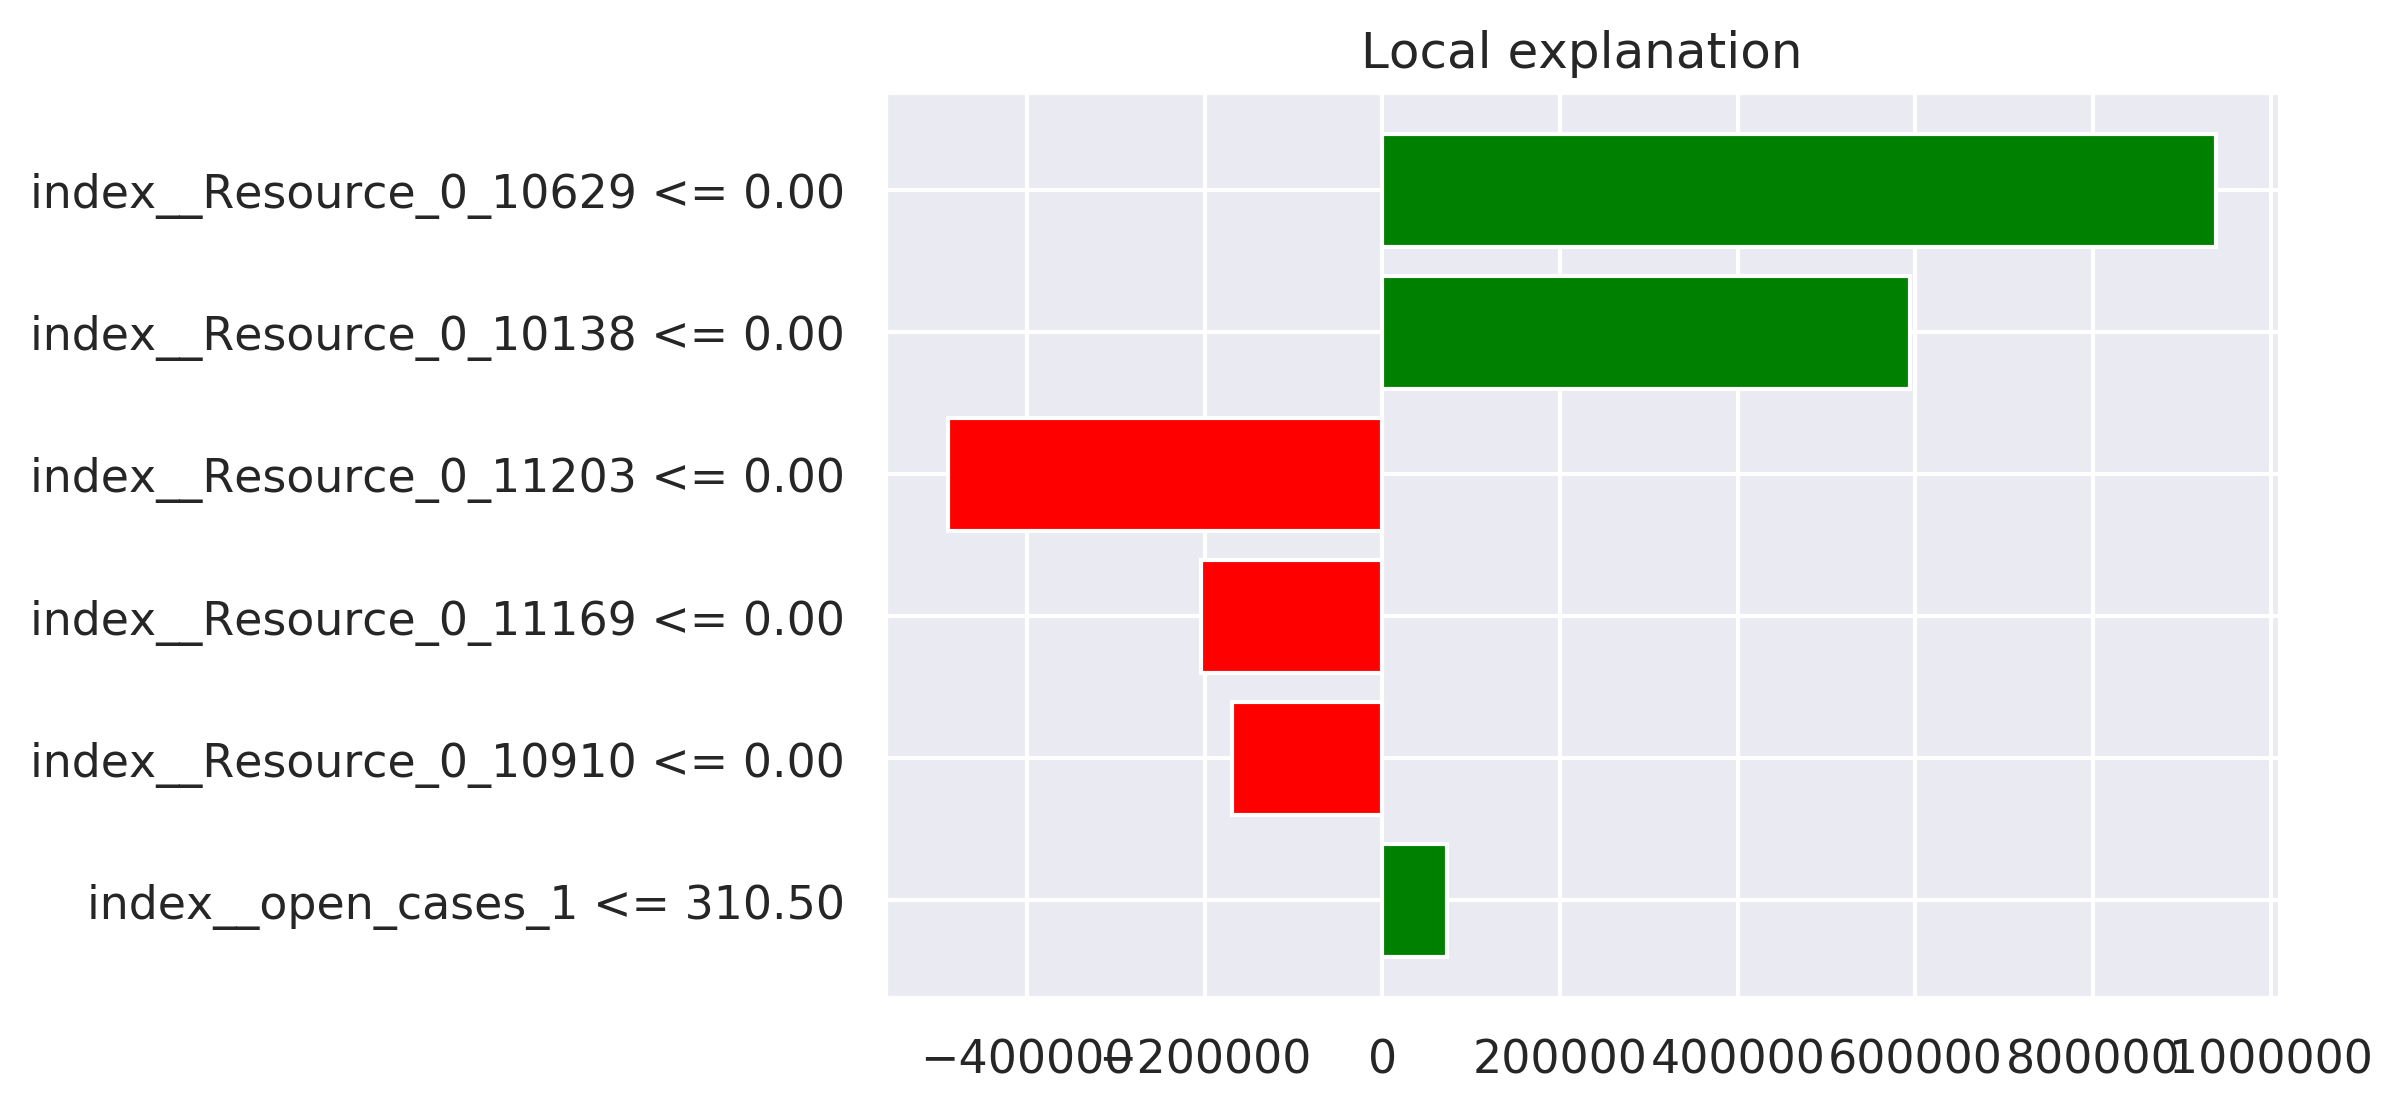 Local explanation
index__Resource_0_10629 <= 0.00
index__Resource_0_10138 <= 0.00
index__Resource_0_11203 <= 0.00
index__Resource_0_11169 <= 0.00
index__Resource_0_10910 <= 0.00
index__open_cases_1 <= 310.50
−400000 −200000 0 200000 400000 600000 800000 1000000